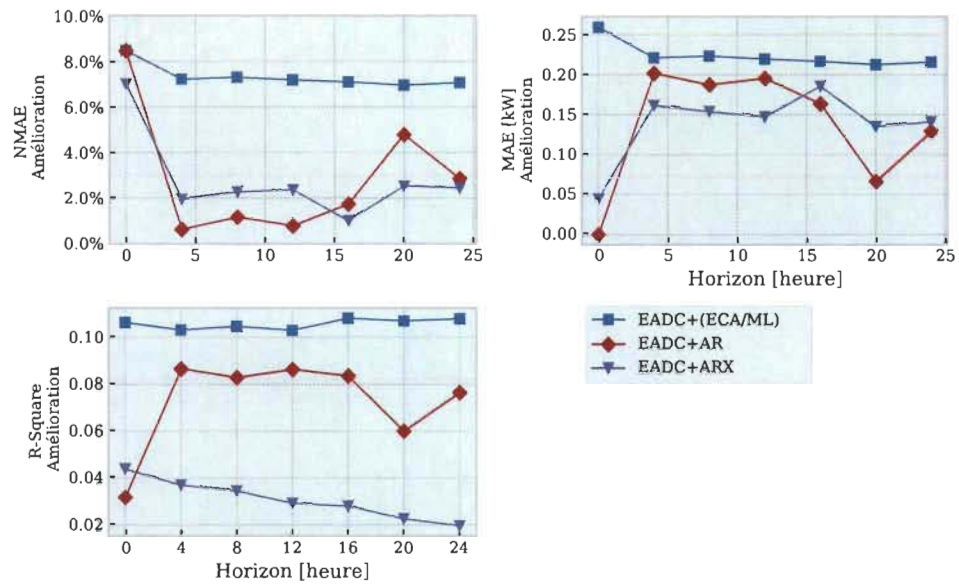 10.0%
8.0%
6.0%
4.0%
2.0%
0.0%
NMAE
Amélioration
0 5 10 15 20 25
0.25
0.20
0.15
0.10
0.05
0.00
MAE [kW]
Amélioration
0 5 10 15 20 25
Horizon [heure]
0.10
0.08
0.06
0.04
0.02
R-Square
Amélioration
0 4 8 12 16 20 24
Horizon [heure]
EADC+(ECA/ML)
EADC+AR
EADC+ARX